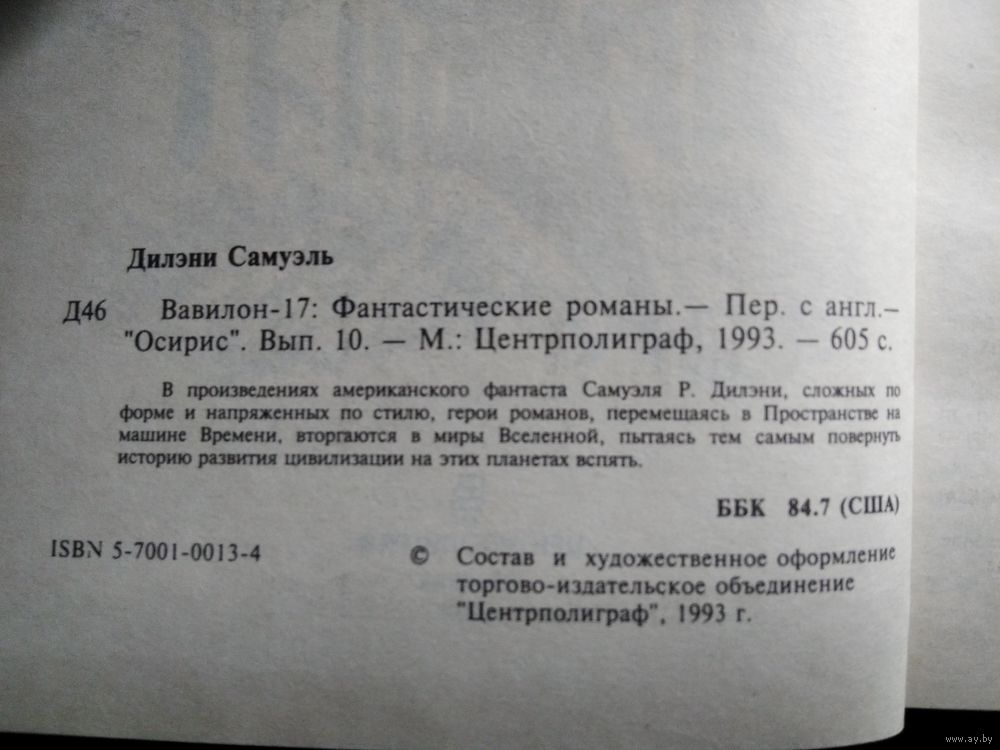 Дилэни Самуэль
Д46 Вавилон-17: Фантастические романы.— Пер. с англ.–
"Осирис". Вып. 10. — М.: Центрполиграф, 1993. — 605 с.
В произведениях американского фантаста Самуэля Р. Дилэни, сложных по
форме и напряженных по стилю, герои романов, перемещаясь в Пространстве на
машине Времени, вторгаются в миры Вселенной, пытаясь тем самым повернуть
историю развития цивилизации на этих планетах вспять.
ББК 84.7 (США)
ISBN 5-7001-0013-4
© Состав и художественное оформление
торгово-издательское объединение
"Центрполиграф", 1993 г.
www.ay.by